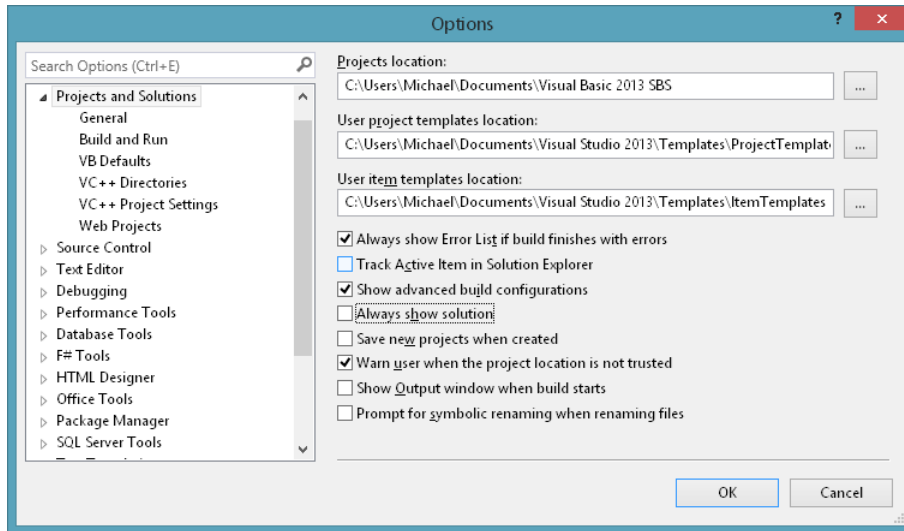 Options
?
Search Options (Ctrl+E)
Projects and Solutions
General
Build and Run
VB Defaults
VC++ Directories
VC++ Project Settings
Web Projects
Source Control
Text Editor
Debugging
Performance Tools
Database Tools
F# Tools
HTML Designer
Office Tools
Package Manager
SQL Server Tools
Projects location:
C:\Users\Michael\Documents\Visual Basic 2013 SBS
...
User project templates location:
C:\Users\Michael\Documents\Visual Studio 2013\Templates\ProjectTemplat
...
User item templates location:
C:\Users\Michael\Documents\Visual Studio 2013\Templates\ItemTemplates
...
Always show Error List if build finishes with errors
Track Active Item in Solution Explorer
Show advanced build configurations
Always show solution
Save new projects when created
Warn user when the project location is not trusted
Show Output window when build starts
Prompt for symbolic renaming when renaming files
OK
Cancel